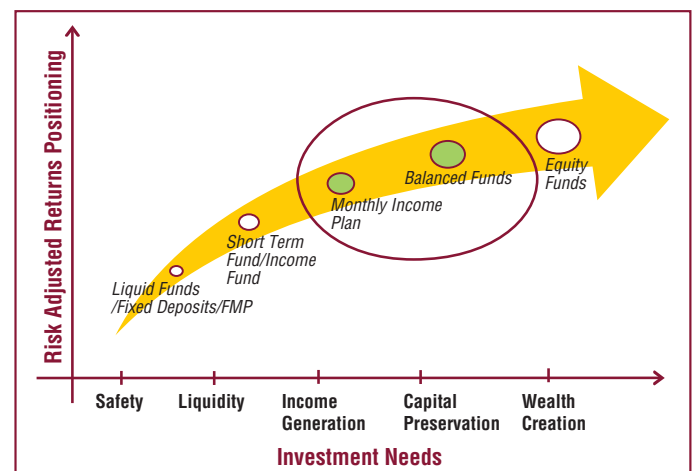 Risk Adjusted Returns Positioning
Equity
Funds
Balanced Funds
Monthly Income
Plan
Short Term
Fund/Income
Fund
Liquid Funds
/Fixed Deposits/FMP
Safety
Liquidity
Income
Generation
Capital
Preservation
Wealth
Creation
Investment Needs